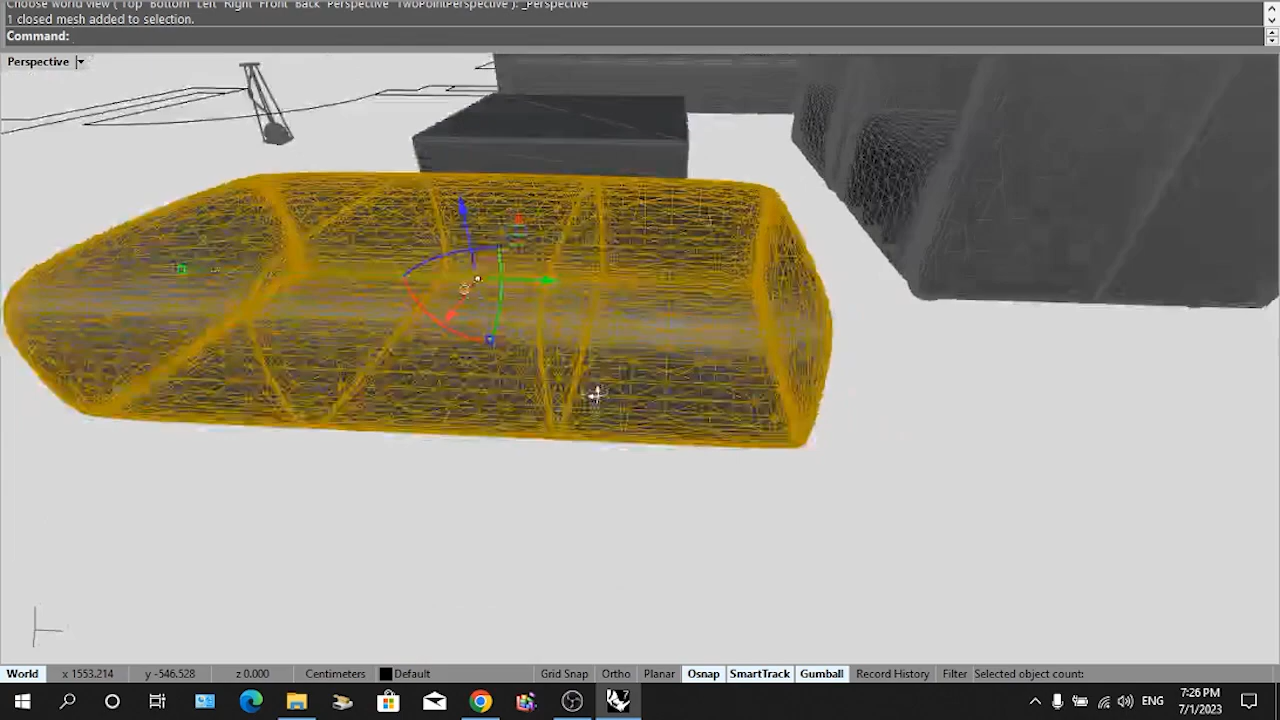 Choose world view ( Top Bottom Left Right Front Back Perspective TwoPointPerspective ): _Perspective
1 closed mesh added to selection.
Command:
Perspective
World x 1553.214 y -546.528 z 0.000 Centimeters Default Grid Snap Ortho Planar Osnap SmartTrack Gumball Record History Filter Selected object count:
ENG
7:26 PM
7/1/2023